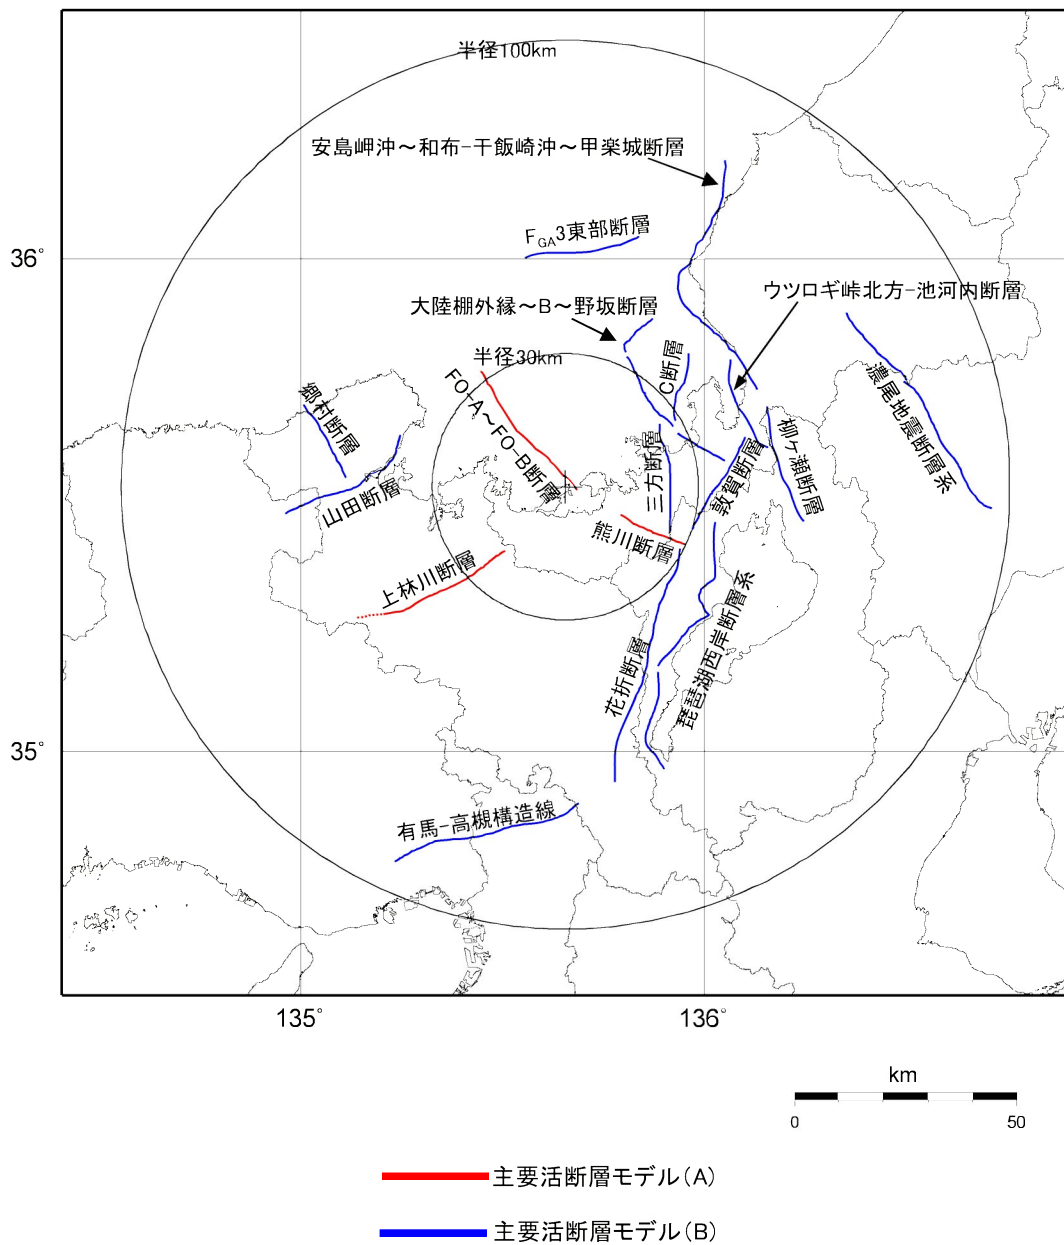 半径100km
安島岬沖～和布−干飯崎沖～甲楽城断層
FGA3東部断層
36°
ウツロギ峠北方−池河内断層
大陸棚外縁～B～野坂断層
半径30km
C断層
FO-A～FO-B断層
郷村断層
濃尾地震断層系
柳ヶ瀬断層
三方断層
敦賀断層
山田断層
熊川断層
上林川断層
琵琶湖西岸断層系
花折断層
35°
有馬−高槻構造線
135°
136°
km
0
50
主要活断層モデル（A）
主要活断層モデル（B）